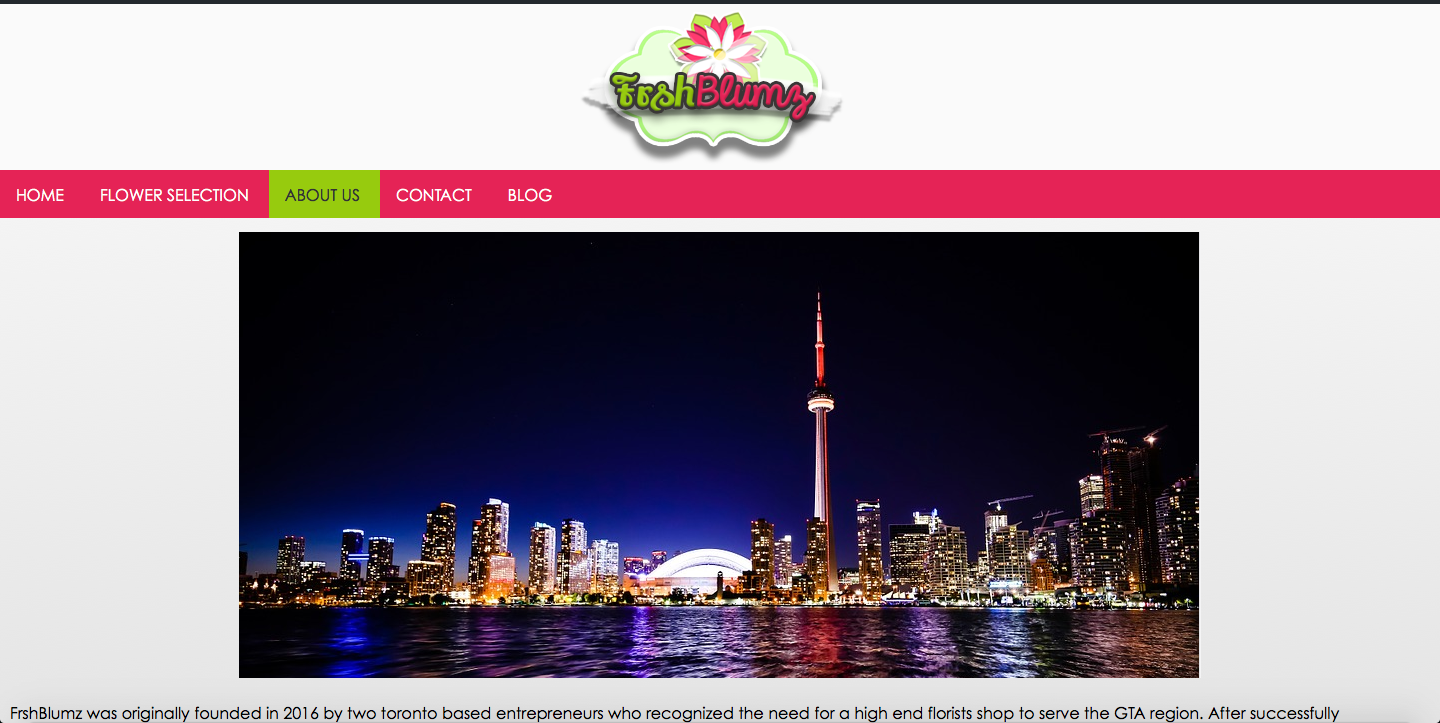 FrshBlumz
HOME FLOWER SELECTION ABOUT US CONTACT BLOG
FrshBlumz was originally founded in 2016 by two toronto based entrepreneurs who recognized the need for a high end florists shop to serve the GTA region. After successfully